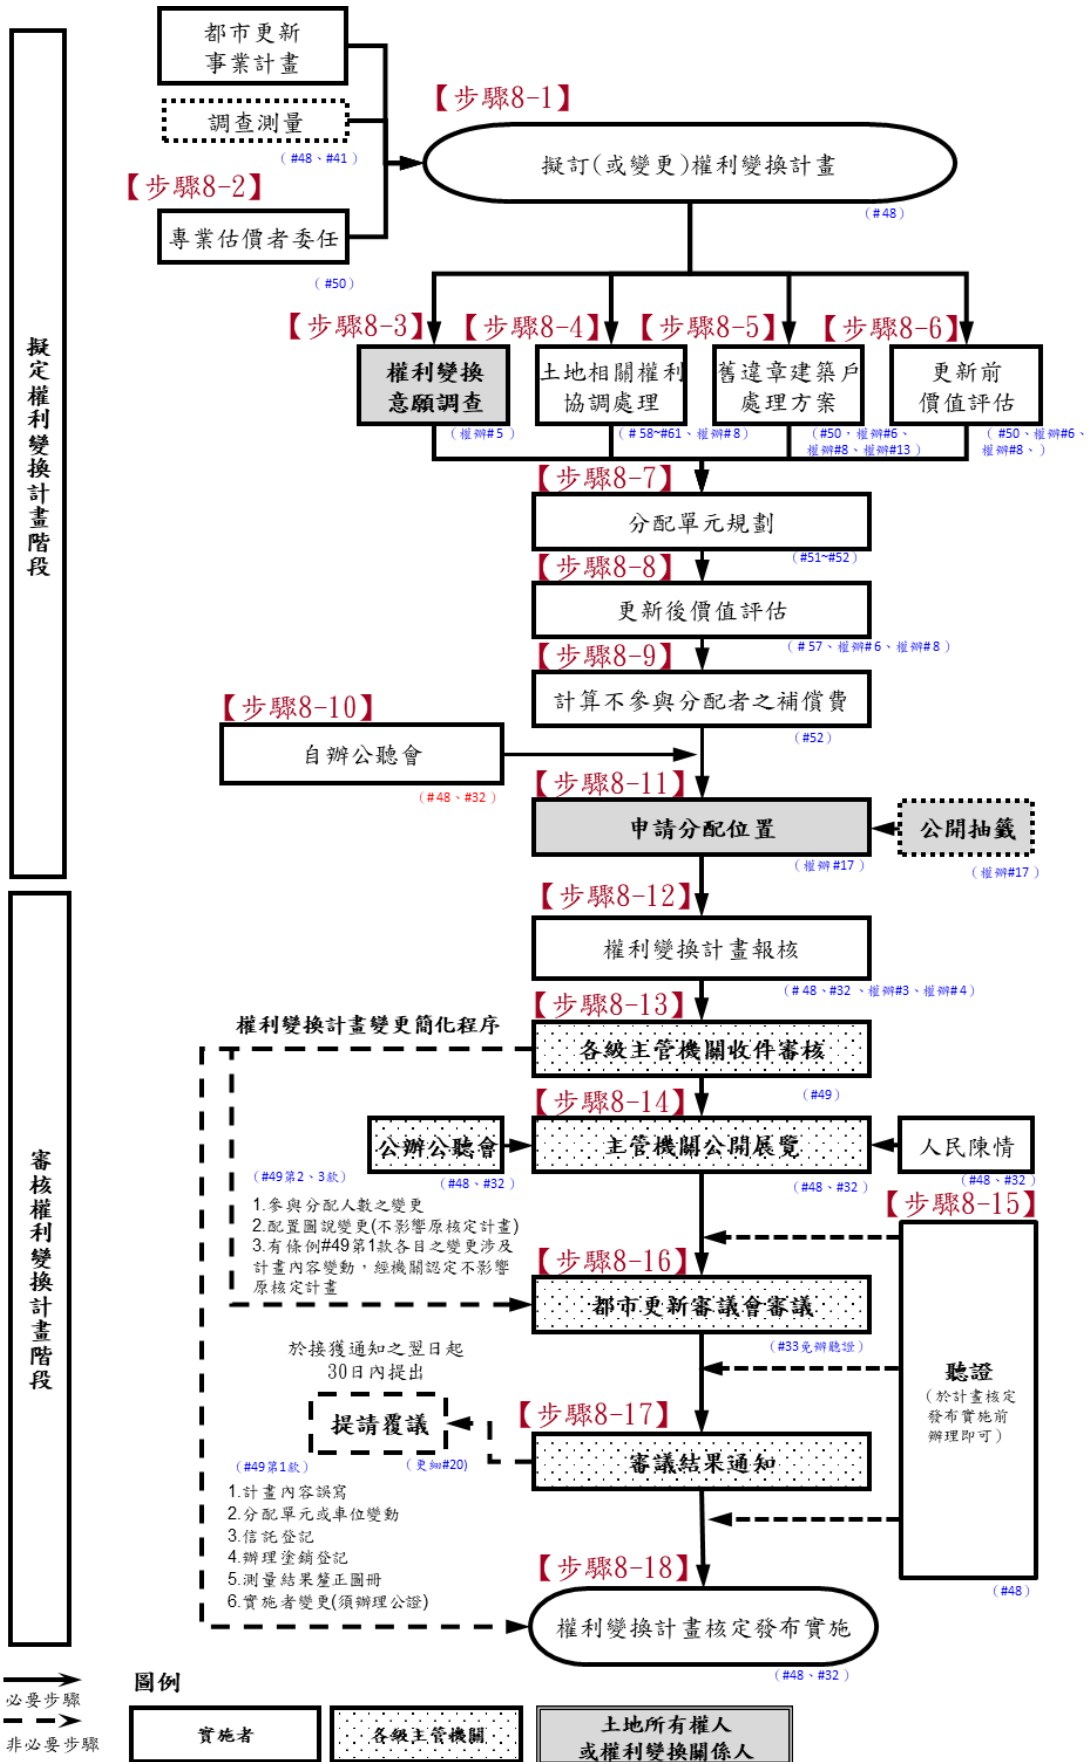 都市更新
事業計畫
調查測量
(#48、#41)
【步驟8-2】
專業估價者委任
(#50)
【步驟8-1】
擬訂(或變更)權利變換計畫
(#48)
擬定權利變換計畫階段
【步驟8-3】
權利變換
意願調查
(權辦#5)
【步驟8-4】
土地相關權利
協調處理
(#58~#61、權辦#8)
【步驟8-5】
舊違章建築戶
處理方案
(#50，權辦#6、
權辦#8、權辦#13)
【步驟8-6】
更新前
價值評估
(#50、權辦#6、
權辦#8、)
【步驟8-7】
分配單元規劃
(#51~#52)
【步驟8-8】
更新後價值評估
(#57、權辦#6、權辦#8)
【步驟8-9】
計算不參與分配者之補償費
(#52)
【步驟8-10】
自辦公聽會
(#48、#32)
【步驟8-11】
申請分配位置
(權辦#17)
公開抽籤
(權辦#17)
審核權利變換計畫階段
【步驟8-12】
權利變換計畫報核
(#48、#32、權辦#3、權辦#4)
【步驟8-13】
權利變換計畫變更簡化程序
各級主管機關收件審核
(#49)
【步驟8-14】
公辦公聽會
(#48、#32)
主管機關公開展覽
(#48、#32)
人民陳情
(#48、#32)
(#49第2、3款)
1.參與分配人數之變更
2.配置圖說變更(不影響原核定計畫)
3.有條例#49第1款各目之變更涉及
計畫內容變動，經機關認定不影響
原核定計畫
【步驟8-15】
聽證
(於計畫核定
發布實施前
辦理即可)
(#48)
【步驟8-16】
都市更新審議會審議
(#33免辦聽證)
於接獲通知之翌日起
30日內提出
提請覆議
(更細#20)
【步驟8-17】
審議結果通知
(#49第1款)
1.計畫內容誤寫
2.分配單元或車位變動
3.信託登記
4.辦理塗銷登記
5.測量結果釐正圖冊
6.實施者變更(須辦理公證)
【步驟8-18】
權利變換計畫核定發布實施
(#48、#32)
圖例
必要步驟
非必要步驟
實施者
各級主管機關
土地所有權人
或權利變換關係人